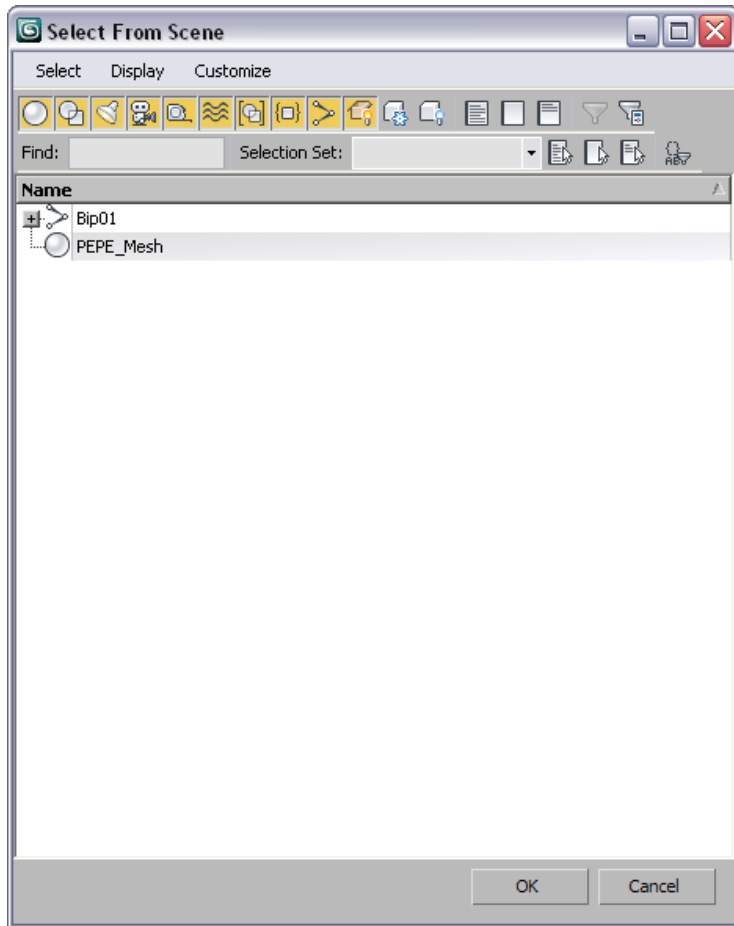 Select From Scene
Select Display Customize
Find: Selection Set:
Name
Bip01
PEPE_Mesh
OK Cancel